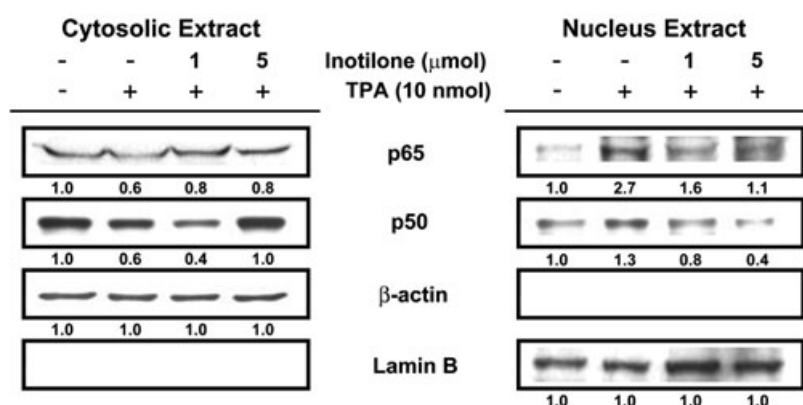 Cytosolic Extract Nucleus Extract
- - 1 5 Inotilone (μmol) - - 1 5
- + + + TPA (10 nmol) - + + +
p65
1.0 0.6 0.8 0.8 1.0 2.7 1.6 1.1
p50
1.0 0.6 0.4 1.0 1.0 1.3 0.8 0.4
β-actin
1.0 1.0 1.0 1.0
Lamin B
1.0 1.0 1.0 1.0